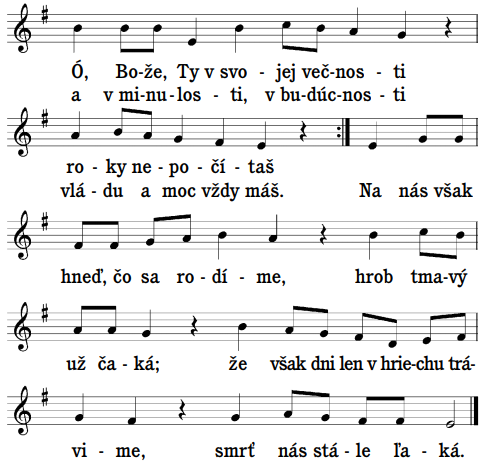 Ó, Bo-že, Ty v svo - jej več-nos - ti
a v mi-nu-los - ti, v bu-dúc-nos - ti
ro - ky ne-po - čí-taš
vlá - du a moc vždy máš. Na nás však
hneď, čo sa ro-dí-me, hrob tma-vý
už ča-ká; že však dni len v hrie-chu trá-
vi-me, smrť nás stá-le ľa-ká.